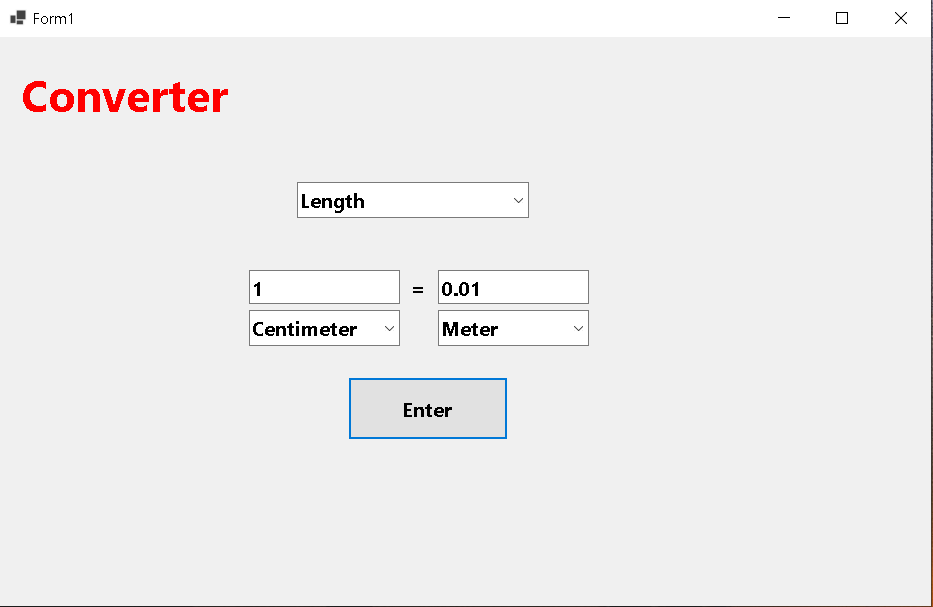 Form1
Converter
Length
1 = 0.01
Centimeter Meter
Enter